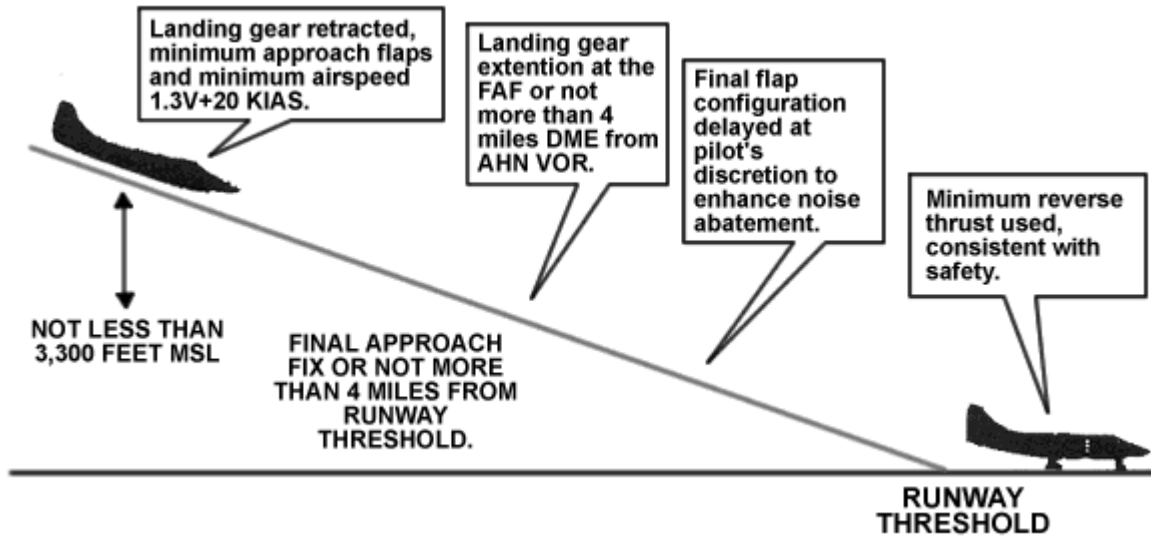 Landing gear retracted,
minimum approach flaps
and minimum airspeed
1.3V+20 KIAS.
Landing gear
extention at the
FAF or not
more than 4
miles DME from
AHN VOR.
Final flap
configuration
delayed at
pilot's
discretion to
enhance noise
abatement.
Minimum reverse
thrust used,
consistent with
safety.
NOT LESS THAN
3,300 FEET MSL
FINAL APPROACH
FIX OR NOT MORE
THAN 4 MILES FROM
RUNWAY
THRESHOLD.
RUNWAY
THRESHOLD